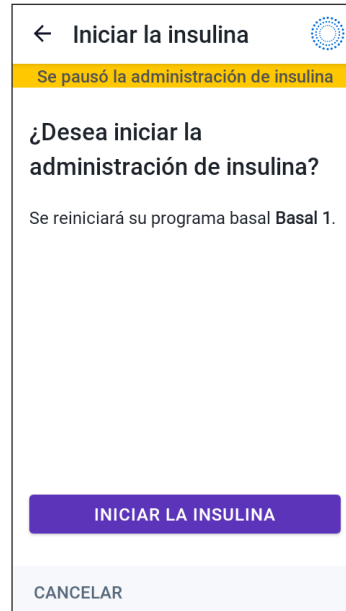 Iniciar la insulina
Se pausó la administración de insulina
¿Desea iniciar la
administración de insulina?
Se reiniciará su programa basal Basal 1.
INICIAR LA INSULINA
CANCELAR